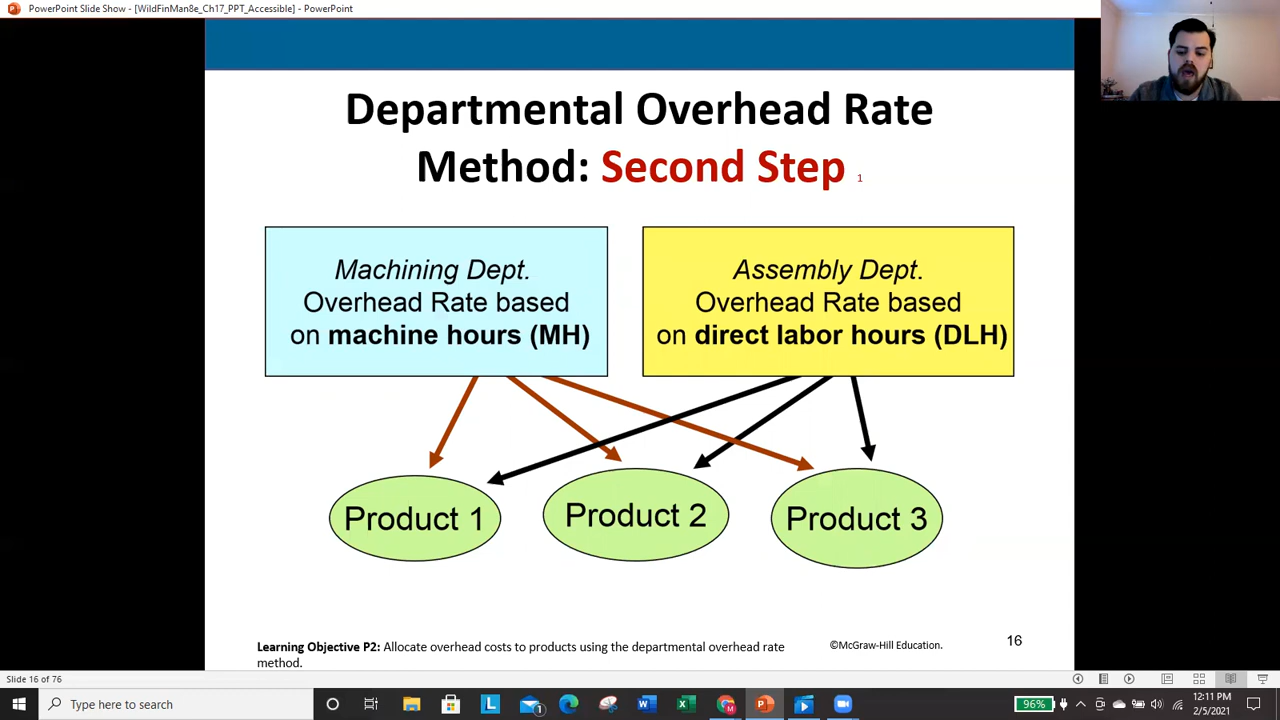 PowerPoint Slide Show - [WildFinMan8e_Ch17_PPT_Accessible] - PowerPoint
Departmental Overhead Rate
Method: Second Step 1
Machining Dept.
Overhead Rate based
on machine hours (MH)
Assembly Dept.
Overhead Rate based
on direct labor hours (DLH)
Product 1
Product 2
Product 3
Learning Objective P2: Allocate overhead costs to products using the departmental overhead rate
method.
©McGraw-Hill Education.
16
Slide 16 of 76
Type here to search
L
1
W
X
M
P
96%
12:11 PM
2/5/2021